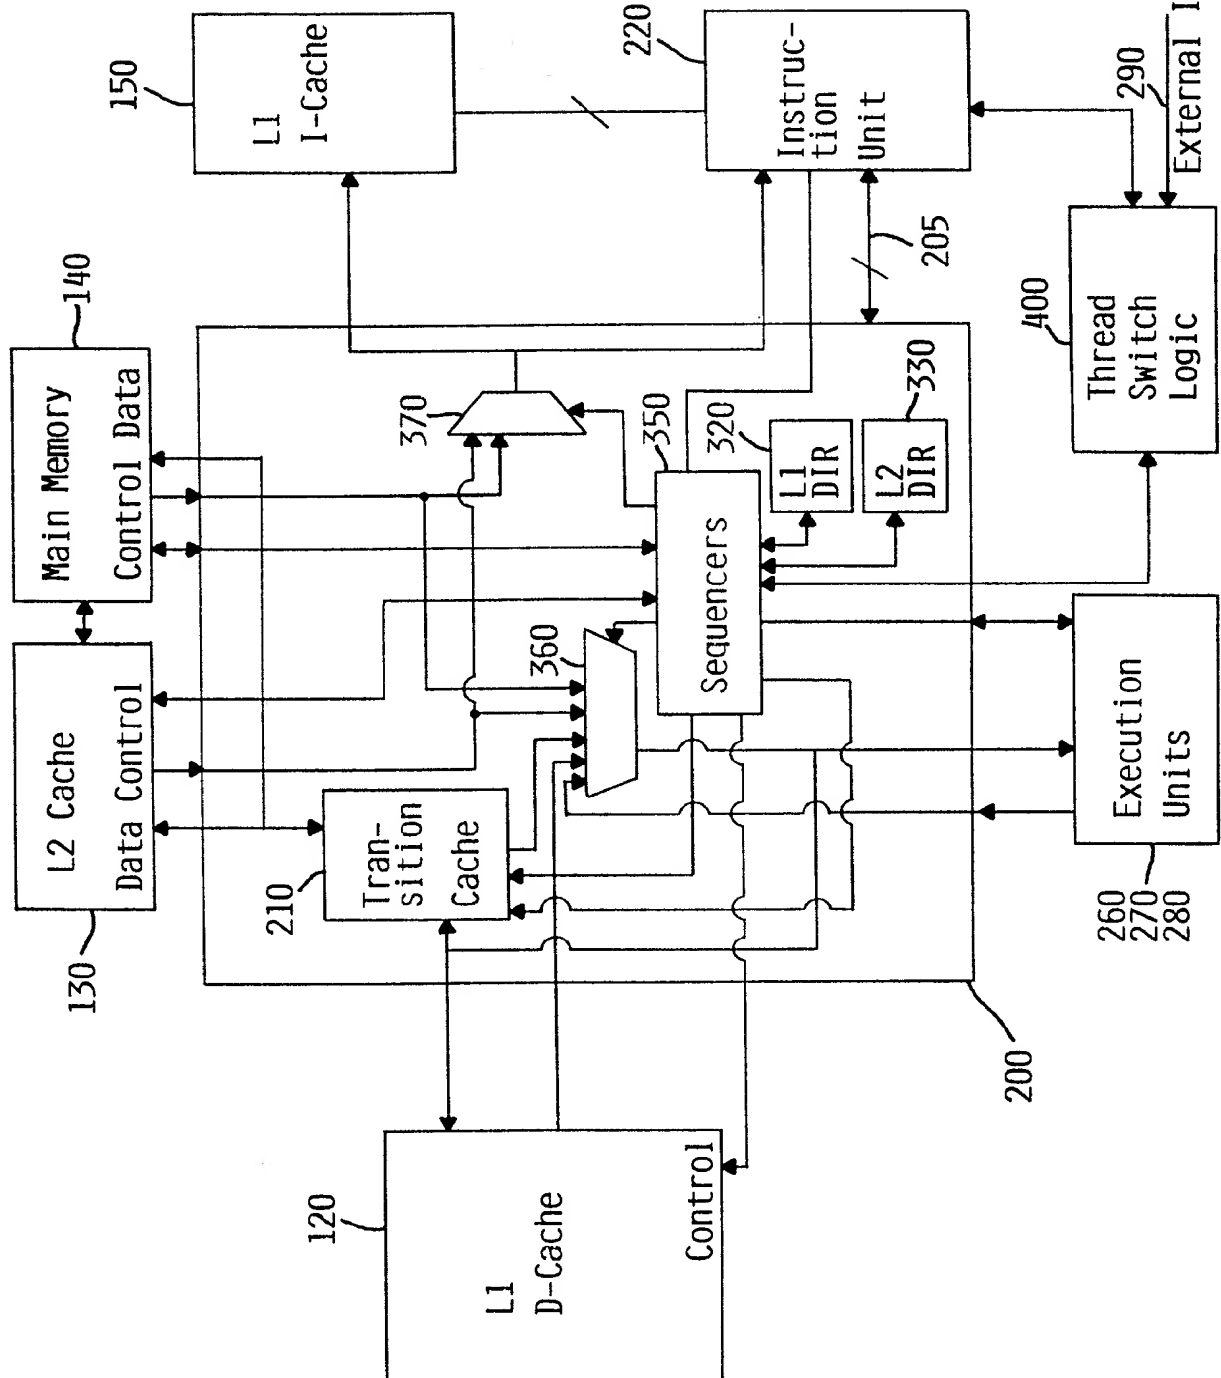 150
L1
I-Cache
220
Instruc-
tion
Unit
290
External I
140
Main Memory
Control Data
370
205
400
Thread
Switch
Logic
330
350
320
L1
DIR
L2
DIR
Sequencers
360
L2 Cache
Data Control
130
210
Tran-
sition
Cache
Execution
Units
260
270
280
200
120
L1
D-Cache
Control